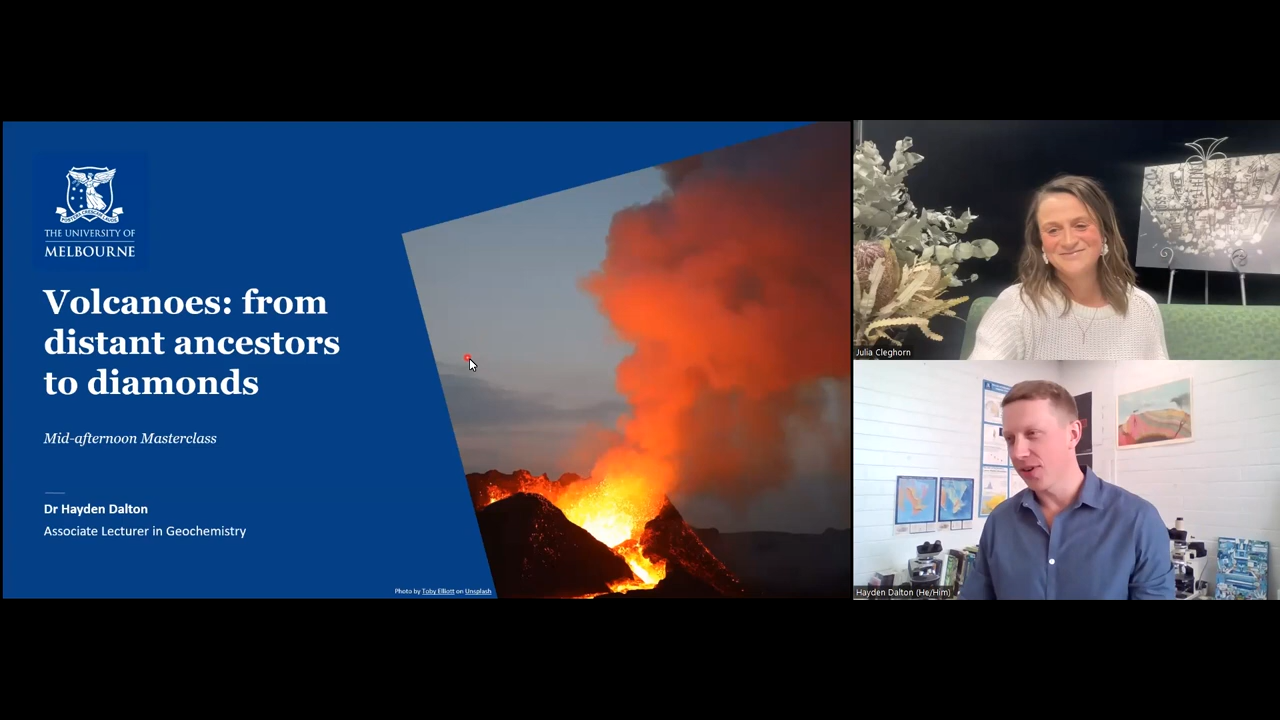 THE UNIVERSITY OF
MELBOURNE
Volcanoes: from
distant ancestors
to diamonds
Mid-afternoon Masterclass
Dr Hayden Dalton
Associate Lecturer in Geochemistry
Photo by Toby Elliott on Unsplash
Julia Cleghorn
Hayden Dalton (He/Him)